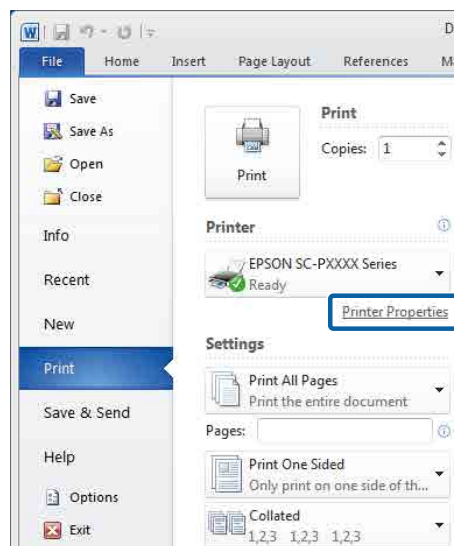 W
File Home Insert Page Layout References
Save
Save As
Open
Close
Info
Recent
New
Print
Save & Send
Help
Options
Exit
Print
Copies: 1
Print
Printer
EPSON SC-PXXXX Series
Ready
Printer Properties
Settings
Print All Pages
Print the entire document
Pages:
Print One Sided
Only print on one side of th...
Collated
1,2,3 1,2,3 1,2,3